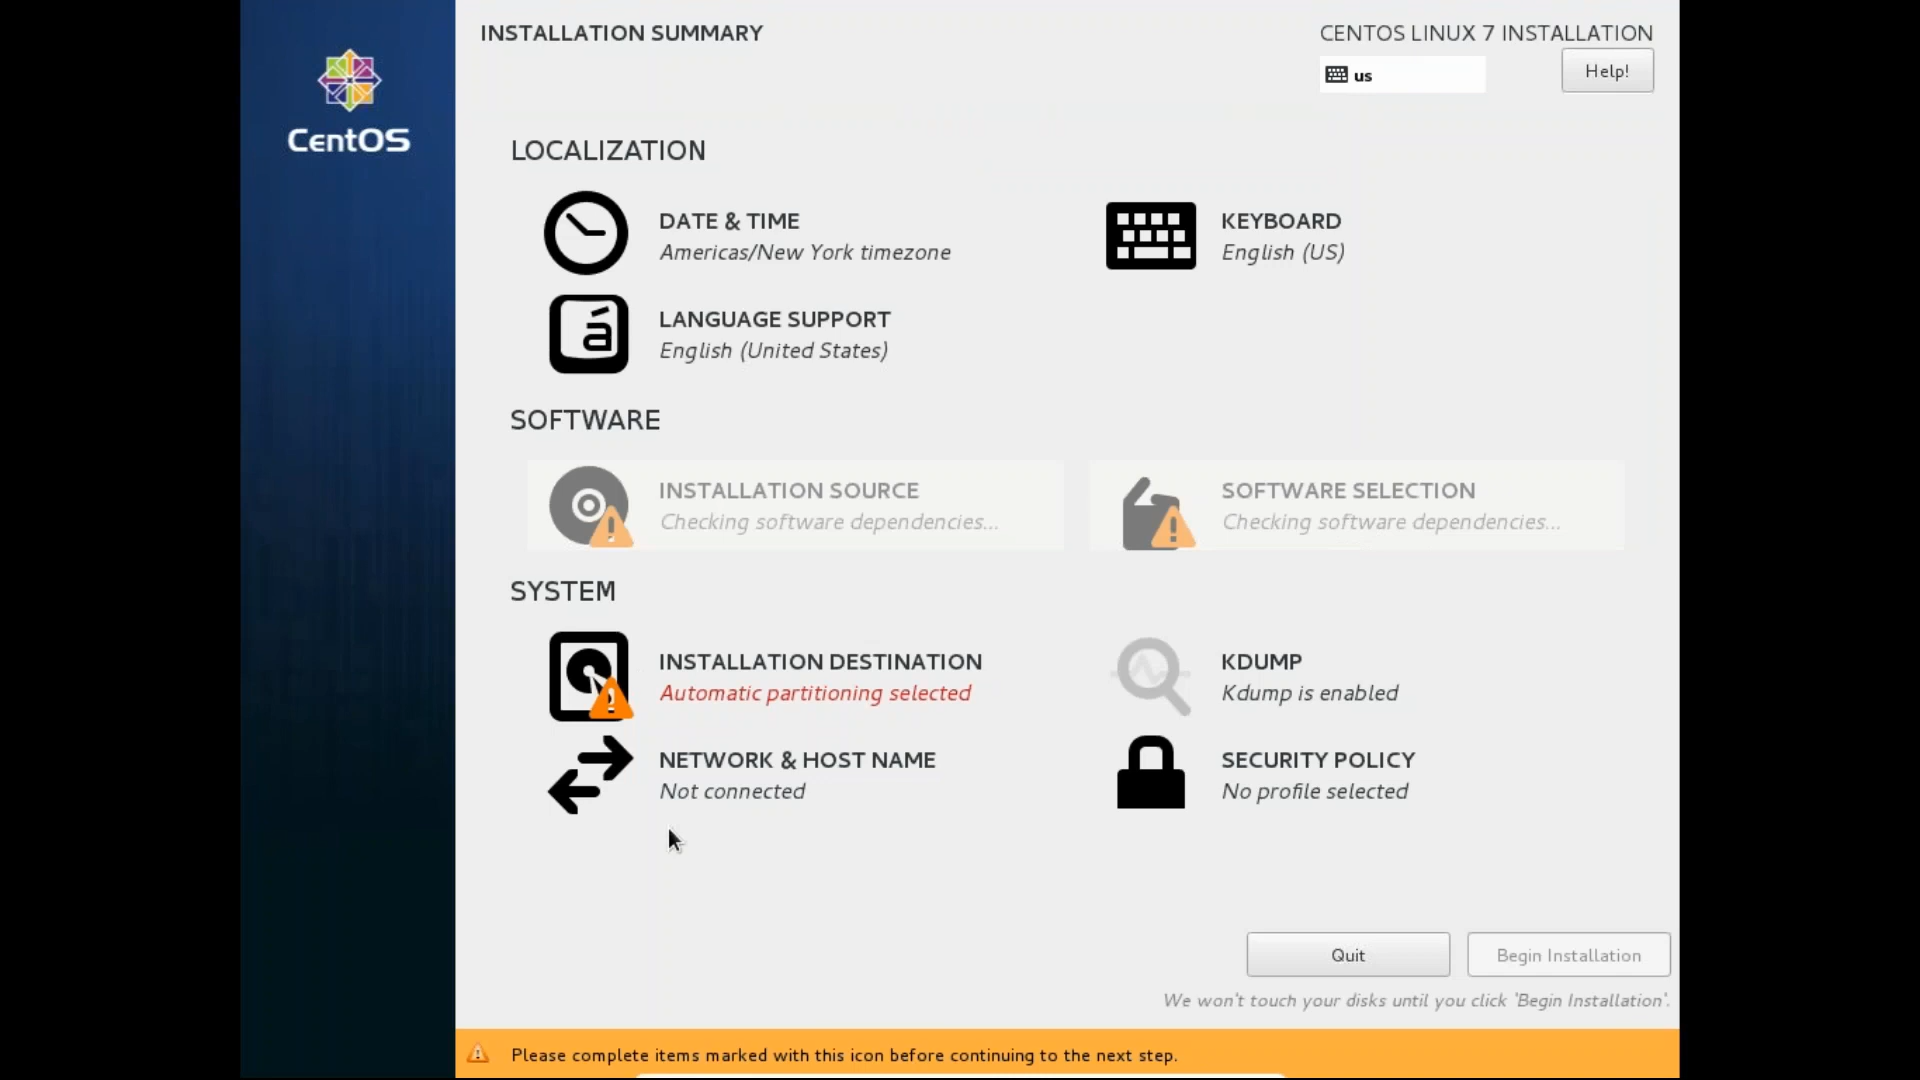 INSTALLATION SUMMARY
CENTOS LINUX 7 INSTALLATION
us
Help!
CentOS
LOCALIZATION
DATE & TIME
Americas/New York timezone
KEYBOARD
English (US)
á
LANGUAGE SUPPORT
English (United States)
SOFTWARE
INSTALLATION SOURCE
Checking software dependencies...
SOFTWARE SELECTION
Checking software dependencies...
SYSTEM
INSTALLATION DESTINATION
Automatic partitioning selected
KDUMP
Kdump is enabled
NETWORK & HOST NAME
Not connected
SECURITY POLICY
No profile selected
Quit
Begin Installation
We won't touch your disks until you click 'Begin Installation'.
Please complete items marked with this icon before continuing to the next step.